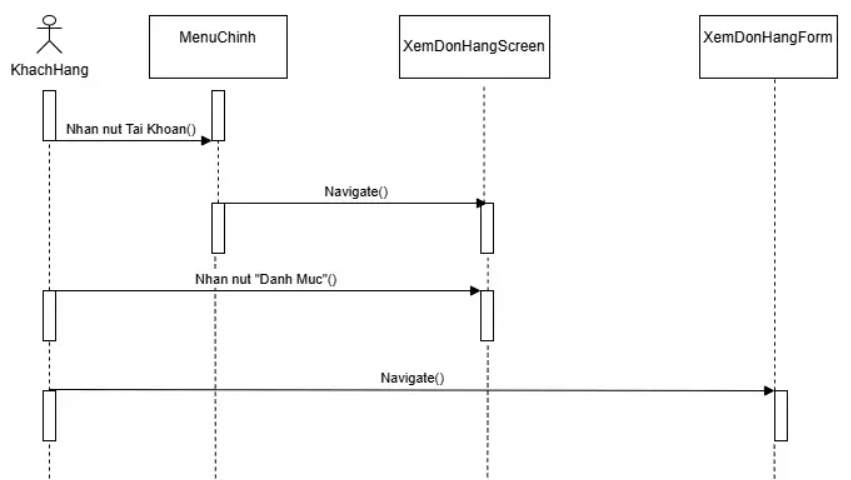 KhachHang
MenuChinh
XemDonHangScreen
XemDonHangForm
Nhan nut Tai Khoan()
Navigate()
Nhan nut "Danh Muc"()
Navigate()